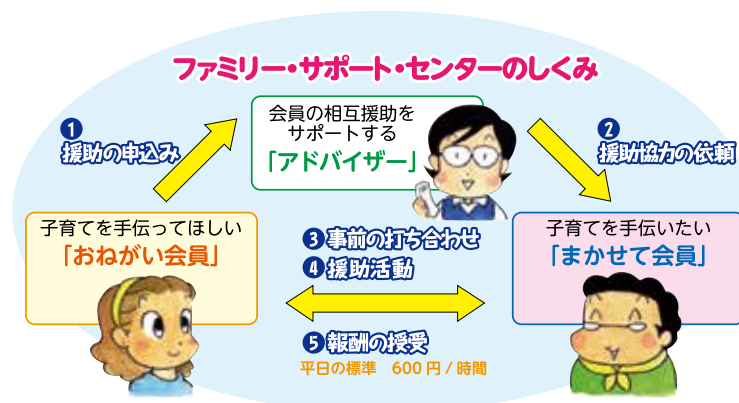 ファミリー・サポート・センターのしくみ
会員の相互援助を
サポートする
「アドバイザー」
❶
援助の申込み
❷
援助協力の依頼
子育てを手伝ってほしい
「おねがい会員」
❸事前の打ち合わせ
❹援助活動
❺報酬の授受
平日の標準　600円/時間
子育てを手伝いたい
「まかせて会員」